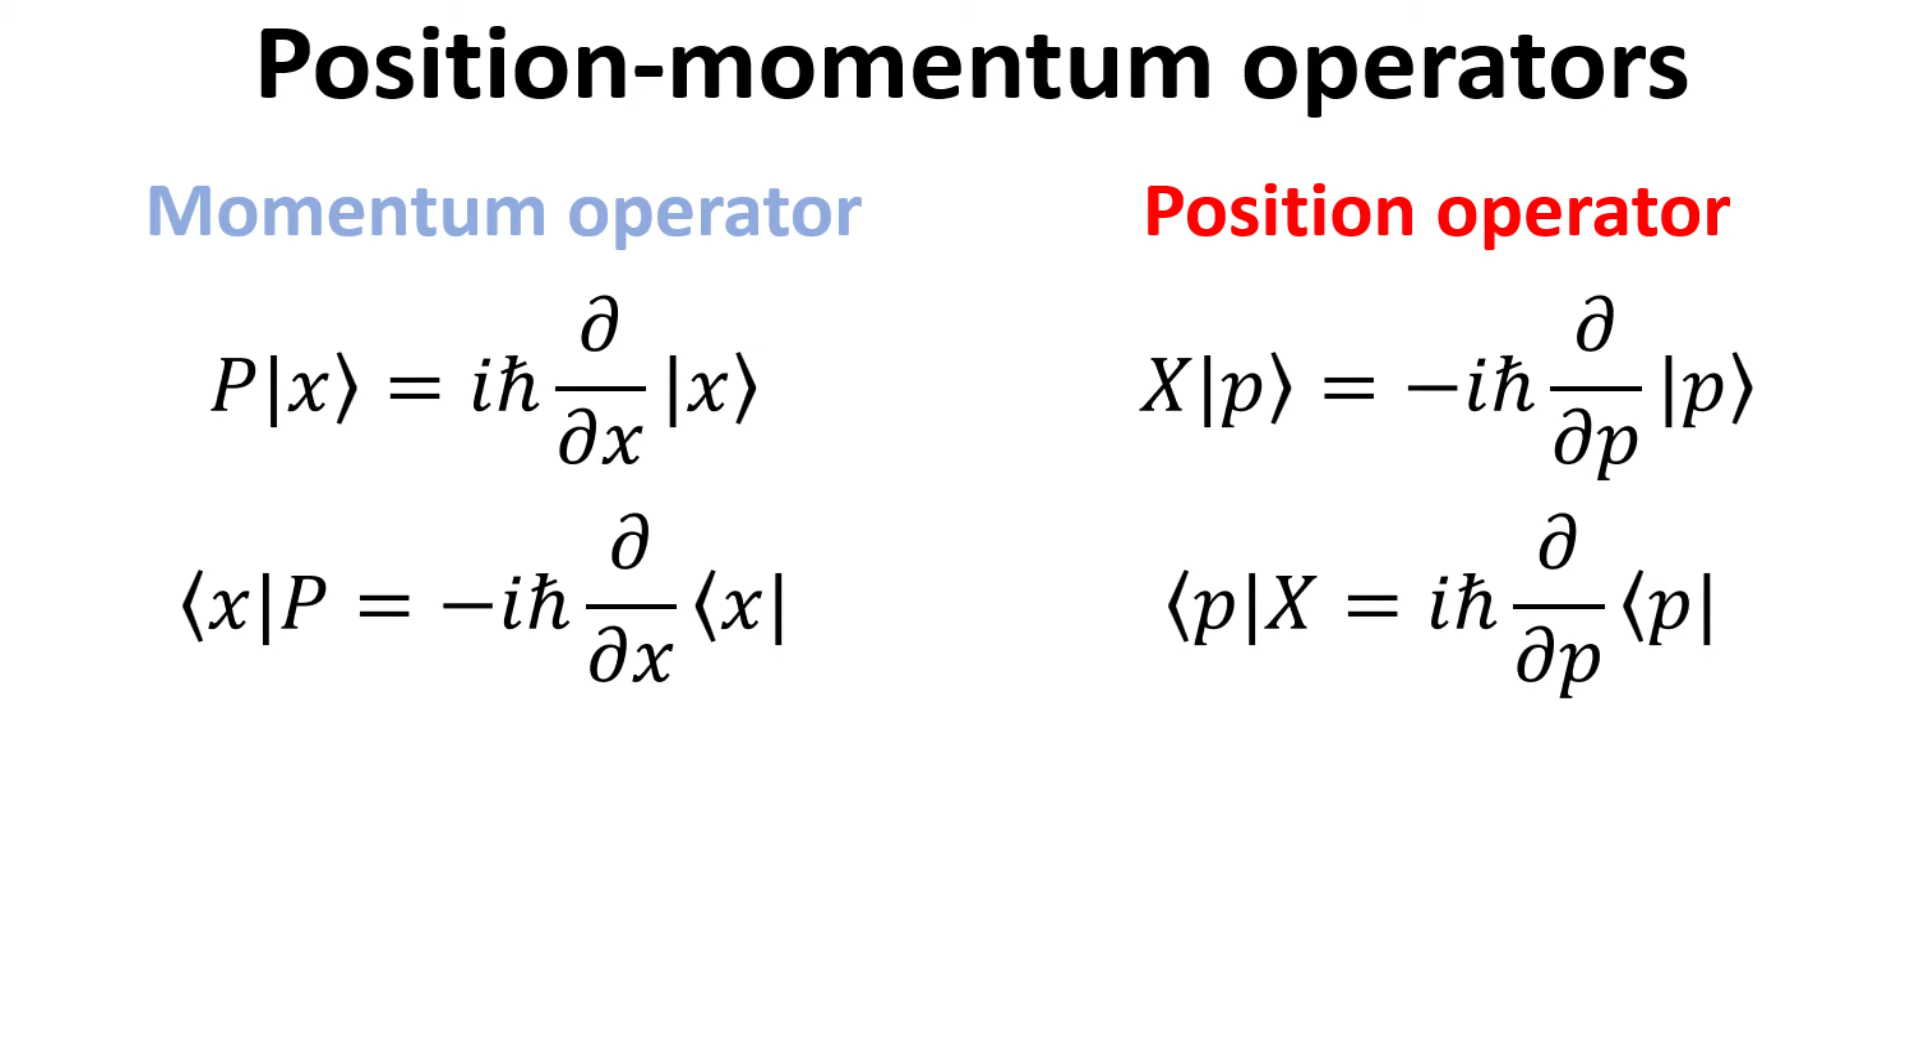 Position-momentum operators
Momentum operator
P|x⟩ = iℏ ∂/∂x |x⟩
⟨x|P = −iℏ ∂/∂x ⟨x|
Position operator
X|p⟩ = −iℏ ∂/∂p |p⟩
⟨p|X = iℏ ∂/∂p ⟨p|